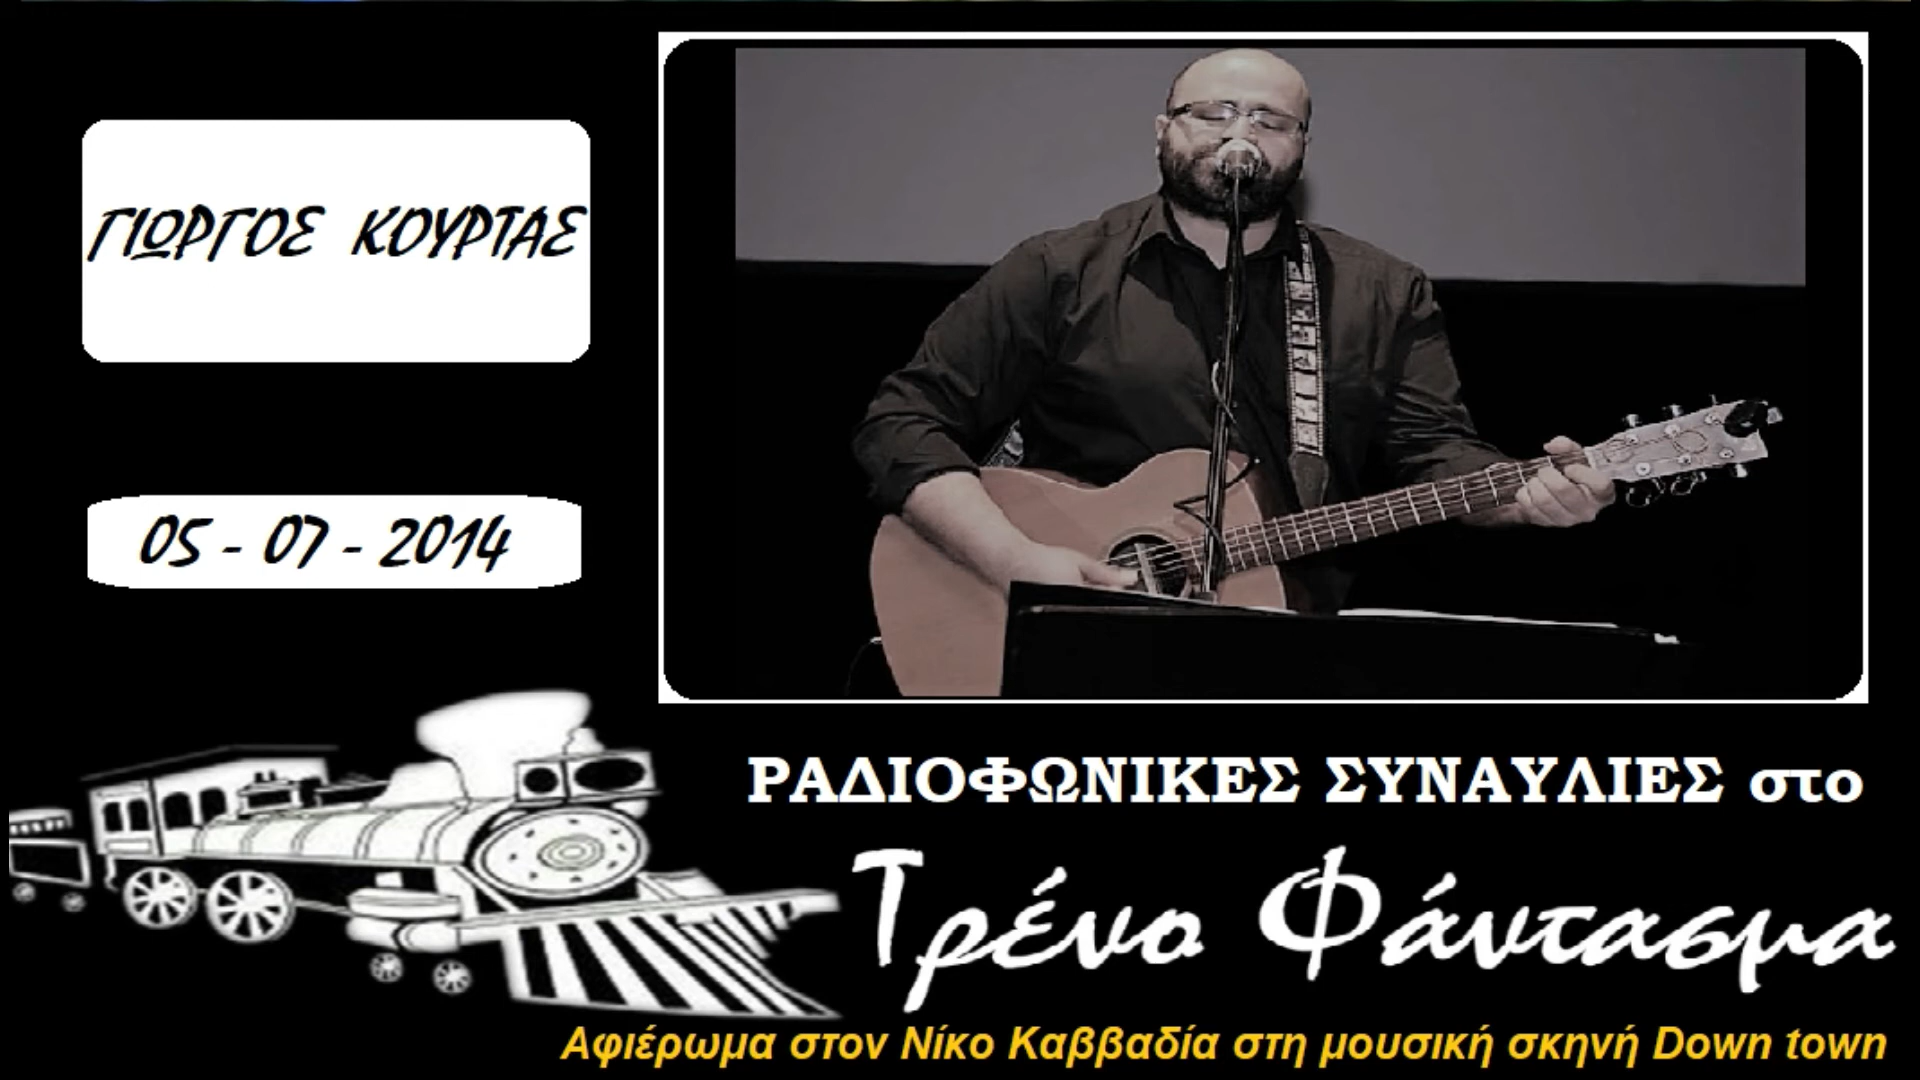 ΓΙΩΡΓΟΣ ΚΟΥΡΤΑΣ
05 - 07 - 2014
ΡΑΔΙΟΦΩΝΙΚΕΣ ΣΥΝΑΥΛΙΕΣ στο
Τρένο Φάντασμα
Αφιέρωμα στον Νίκο Καββαδία στη μουσική σκηνή Down town